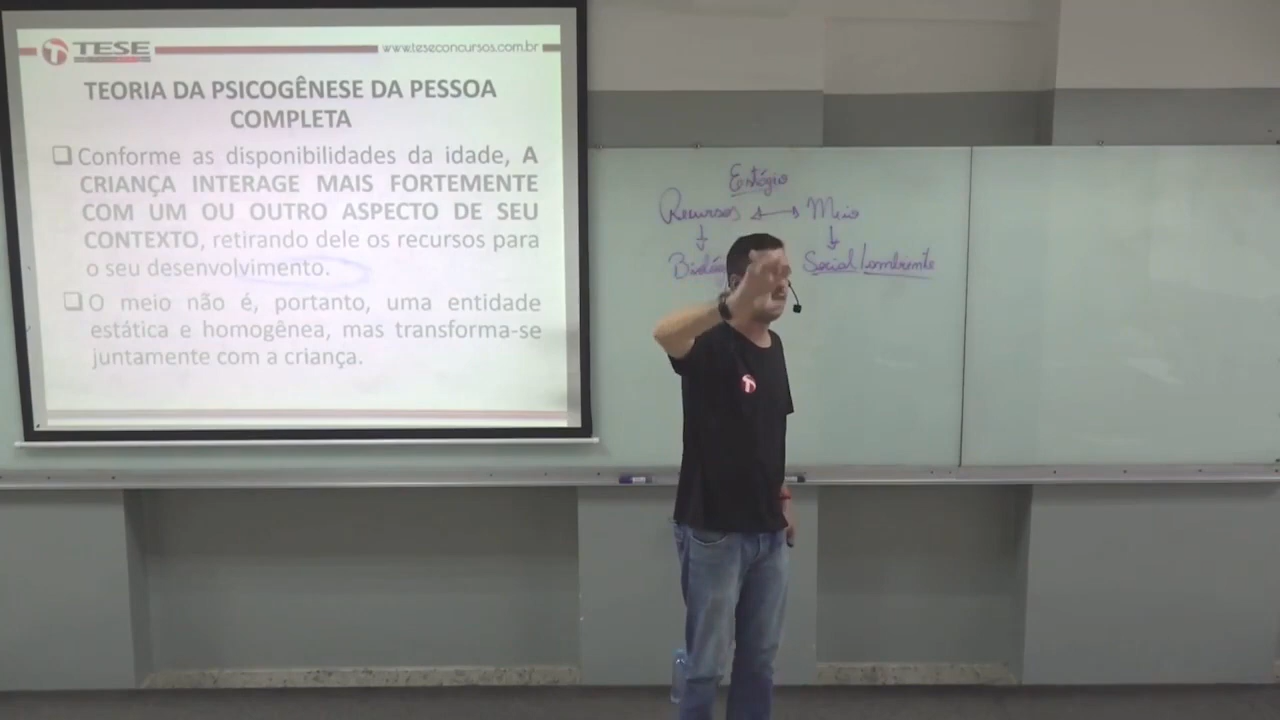 TESE
www.teseconcursos.com.br
TEORIA DA PSICOGÊNESE DA PESSOA
COMPLETA
Conforme as disponibilidades da idade, A
CRIANÇA INTERAGE MAIS FORTEMENTE
COM UM OU OUTRO ASPECTO DE SEU
CONTEXTO, retirando dele os recursos para
o seu desenvolvimento.
O meio não é, portanto, uma entidade
estática e homogênea, mas transforma-se
juntamente com a criança.
Estágio
Recursos ↔ Meio
Social/ambiente